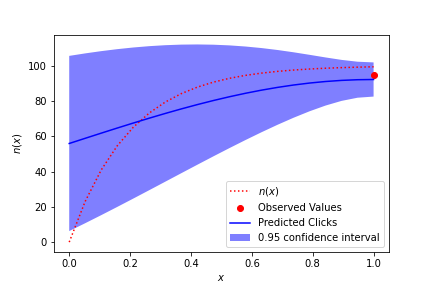 100
80
60
40
20
0
n(x)
0.0 0.2 0.4 0.6 0.8 1.0
x
n(x)
Observed Values
Predicted Clicks
0.95 confidence interval